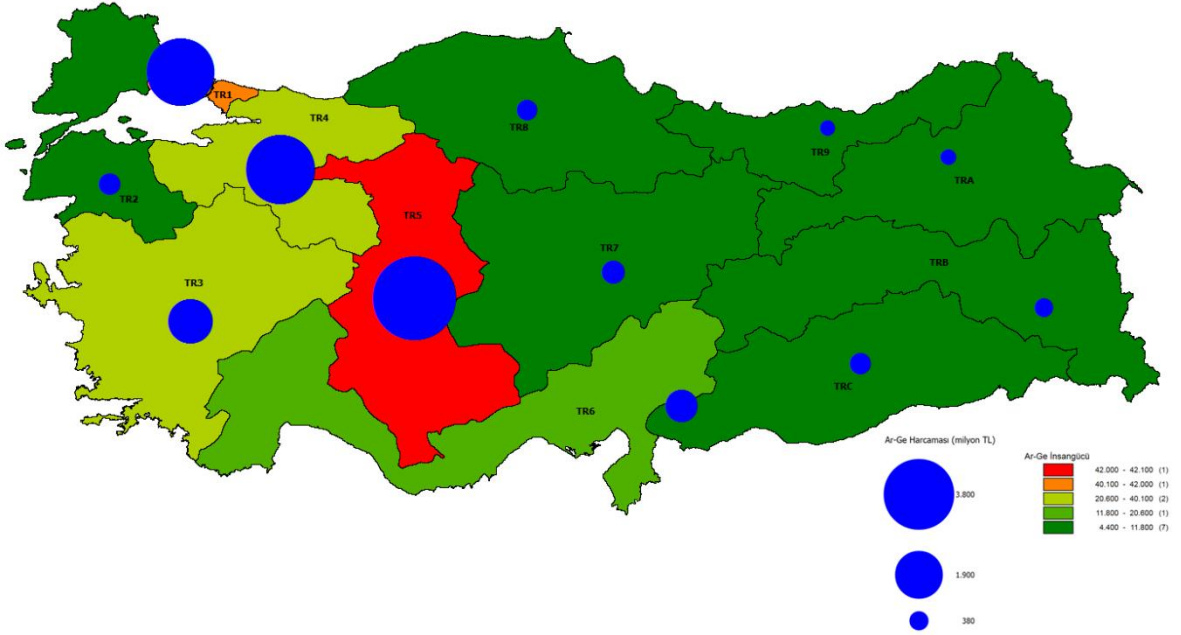 TR1
TR4
TR8
TR9
TRA
TR2
TR5
TR7
TRB
TR3
TRC
TR6
Ar-Ge Harcaması (milyon TL)
3.800
1.900
380
Ar-Ge İnsangücü
42.000 - 42.100 (1)
40.100 - 42.000 (1)
20.600 - 40.100 (2)
11.800 - 20.600 (1)
4.400 - 11.800 (7)